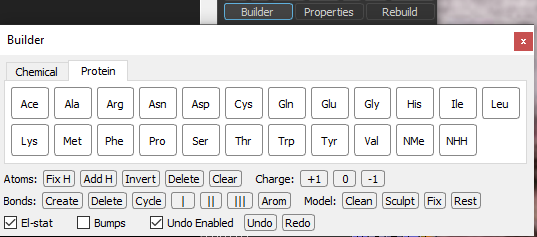 Builder Properties Rebuild
Builder x
Chemical Protein
Ace Ala Arg Asn Asp Cys Gln Glu Gly His Ile Leu
Lys Met Phe Pro Ser Thr Trp Tyr Val NMe NHH
Atoms: Fix H Add H Invert Delete Clear Charge: +1 0 -1
Bonds: Create Delete Cycle | || ||| Arom Model: Clean Sculpt Fix Rest
El-stat Bumps Undo Enabled Undo Redo